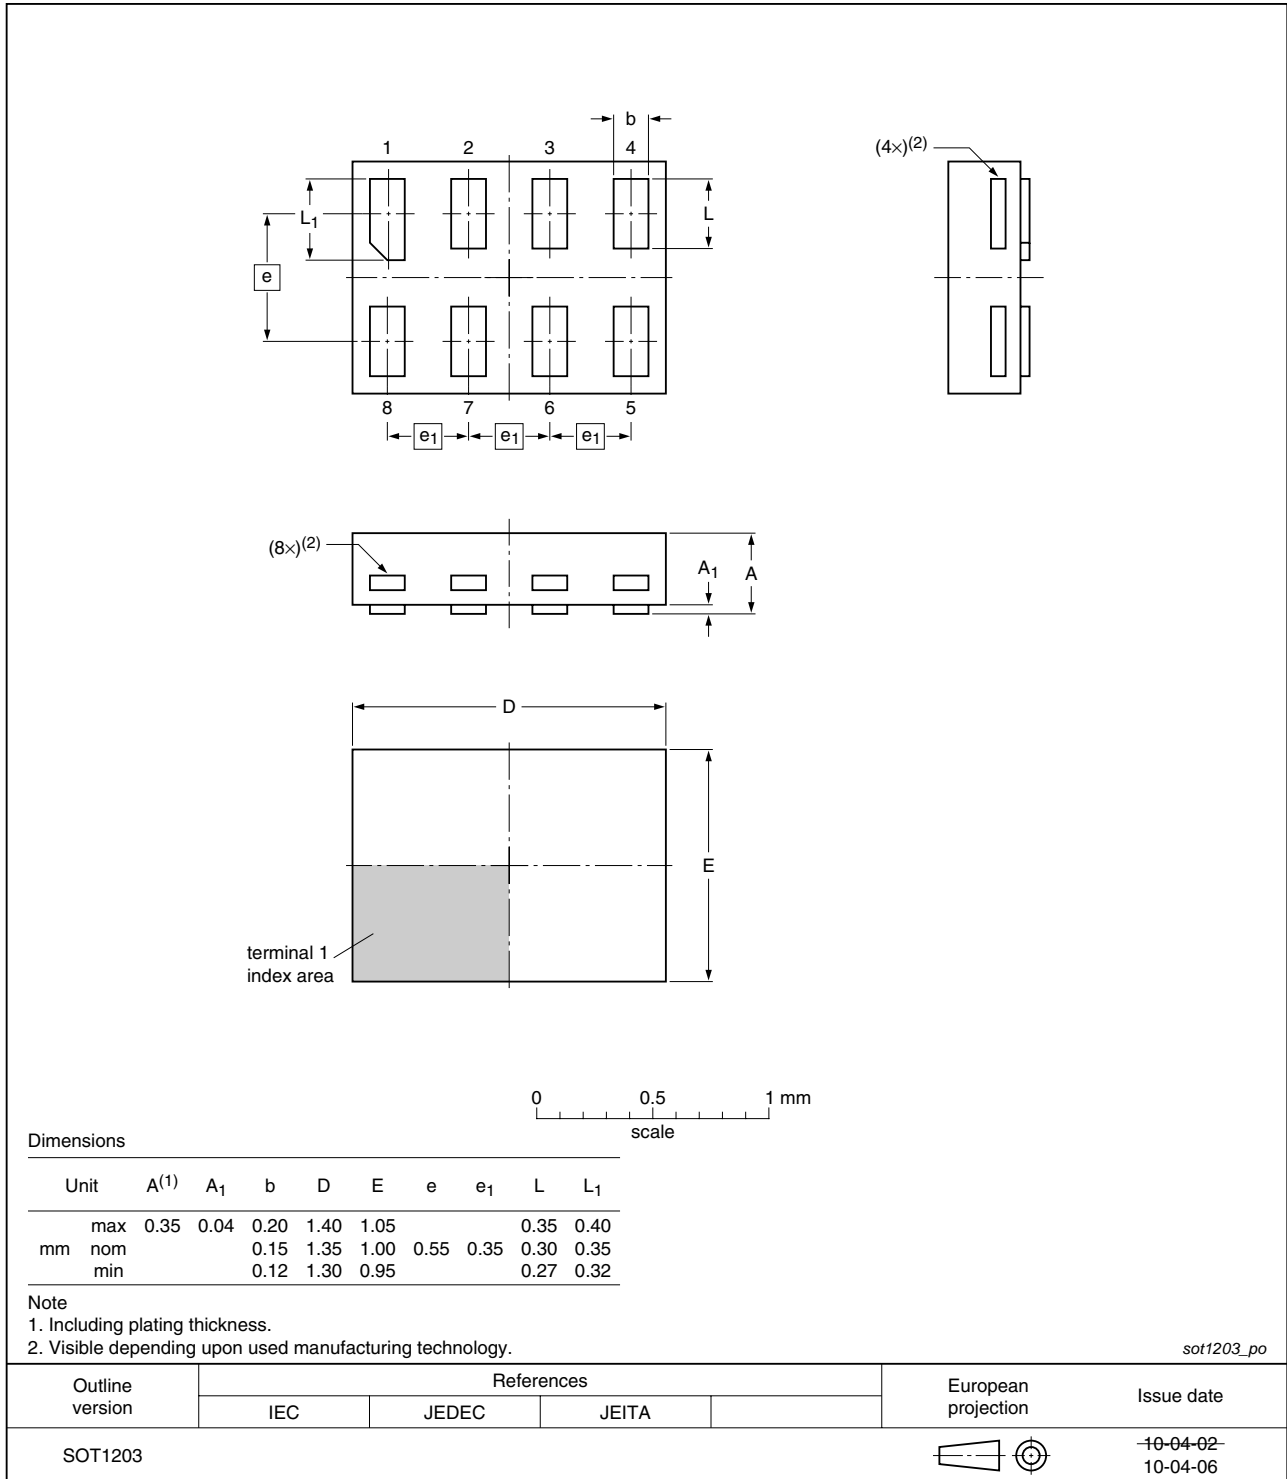 b
(4×)(2)
1 2 3 4
L1
L
e
8 7 6 5
e1 e1 e1
(8×)(2)
A1 A
D
E
terminal 1
index area
0 0.5 1 mm
scale
Dimensions
Unit A(1) A1 b D E e e1 L L1
max 0.35 0.04 0.20 1.40 1.05 0.35 0.40
mm nom 0.15 1.35 1.00 0.55 0.35 0.30 0.35
min 0.12 1.30 0.95 0.27 0.32
Note
1. Including plating thickness.
2. Visible depending upon used manufacturing technology.
sot1203_po
Outline
version
References
IEC JEDEC JEITA
European
projection
Issue date
SOT1203
10-04-02
10-04-06